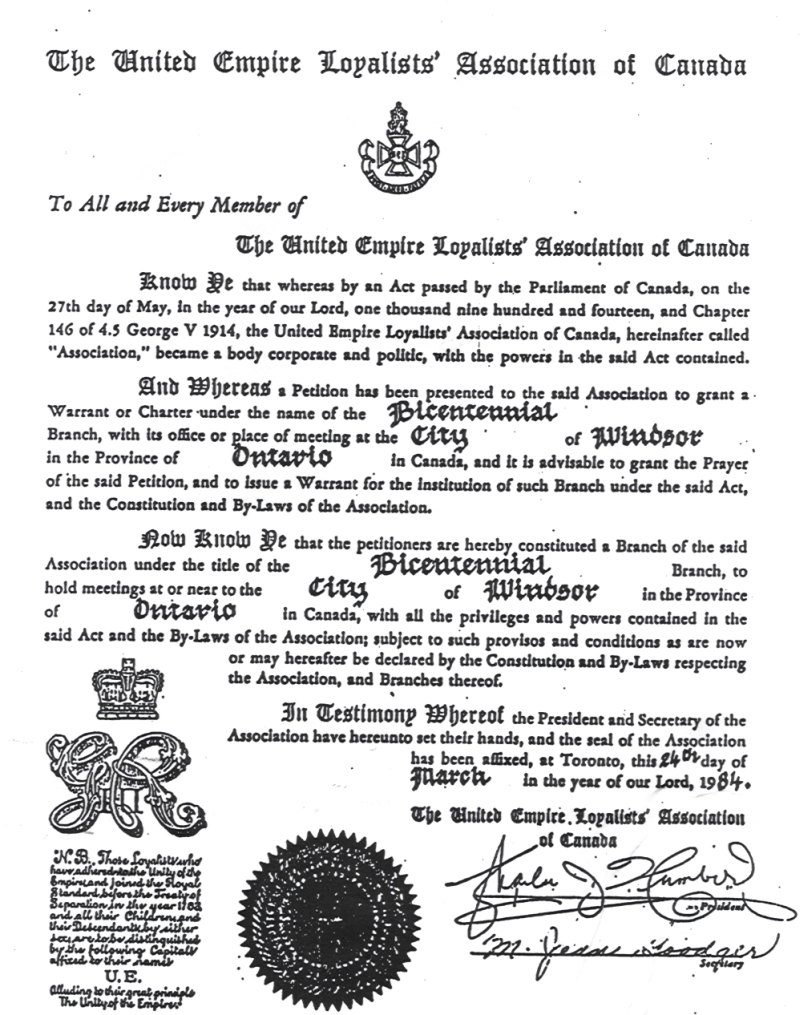 The United Empire Loyalists' Association of Canada
To All and Every Member of
The United Empire Loyalists' Association of Canada
Know Ye that whereas by an Act passed by the Parliament of Canada, on the
27th day of May, in the year of our Lord, one thousand nine hundred and fourteen, and Chapter
146 of 4.5 George V 1914, the United Empire Loyalists' Association of Canada, hereinafter called
"Association," became a body corporate and politic, with the powers in the said Act contained.
And Whereas a Petition has been presented to the said Association to grant a
Warrant or Charter under the name of the Bicentennial
Branch, with its office or place of meeting at the City of Windsor
in the Province of Ontario in Canada, and it is advisable to grant the Prayer
of the said Petition, and to issue a Warrant for the institution of such Branch under the said Act,
and the Constitution and By-Laws of the Association.
Now Know Ye that the petitioners are hereby constituted a Branch of the said
Association under the title of the Bicentennial Branch, to
hold meetings at or near to the City of Windsor in the Province
of Ontario in Canada, with all the privileges and powers contained in the
said Act and the By-Laws of the Association; subject to such provisos and conditions as are now
or may hereafter be declared by the Constitution and By-Laws respecting
the Association, and Branches thereof.
In Testimony Whereof the President and Secretary of the
Association have hereunto set their hands, and the seal of the Association
has been affixed, at Toronto, this 24th day of
March in the year of our Lord, 1984.
The United Empire Loyalists' Association
of Canada
President
Secretary
GR
N.B. Those Loyalists who
have adhered to the Unity of the
Empire, and joined the Royal
Standard before the Treaty of
Separation in the year 1783
and all their Children and
their Descendants by either
sex, are to be distinguished
by the following Capitals
affixed to their names
U.E.
Alluding to their great principle
The Unity of the Empire.